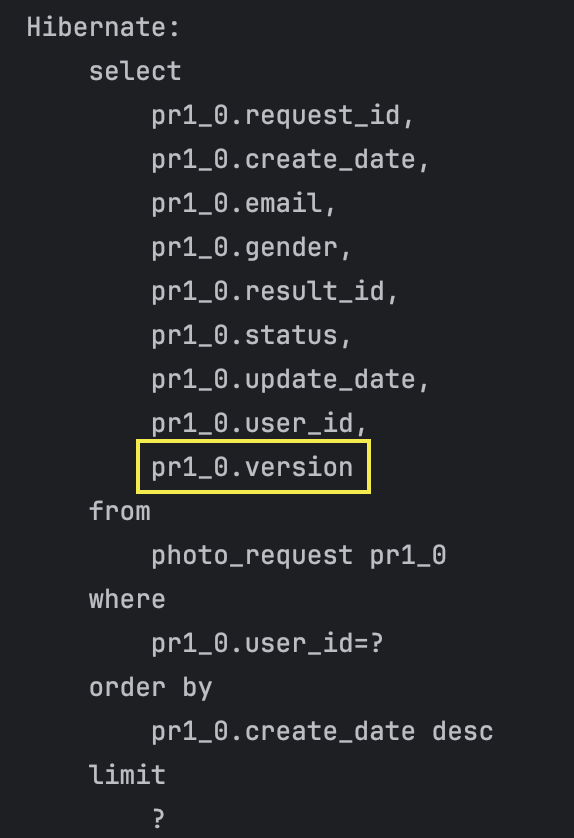 Hibernate:
select
pr1_0.request_id,
pr1_0.create_date,
pr1_0.email,
pr1_0.gender,
pr1_0.result_id,
pr1_0.status,
pr1_0.update_date,
pr1_0.user_id,
pr1_0.version
from
photo_request pr1_0
where
pr1_0.user_id=?
order by
pr1_0.create_date desc
limit
?